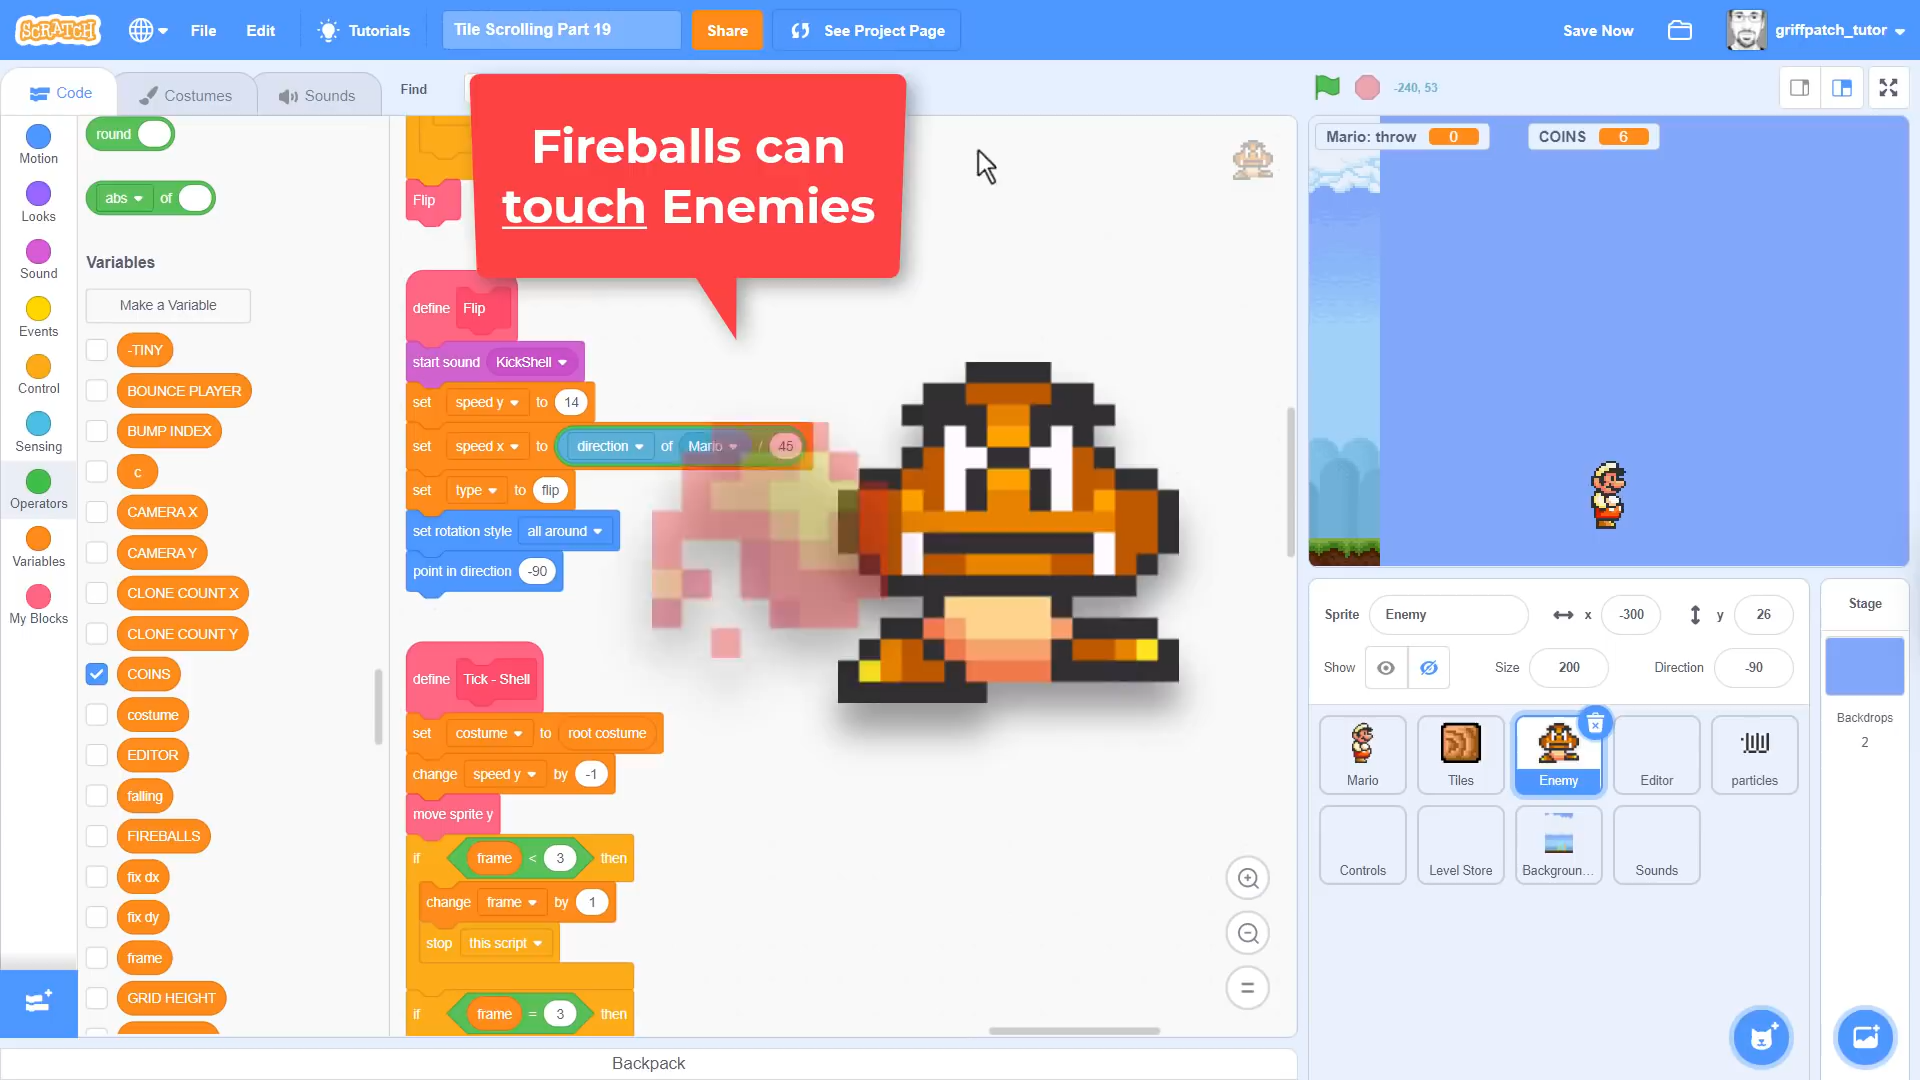 SCRATCH
File
Edit
Tutorials
Tile Scrolling Part 19
Share
See Project Page
Save Now
griffpatch_tutor
Code
Costumes
Sounds
Find
-240, 53
Fireballs can
touch Enemies
Motion
Looks
Sound
Events
Control
Sensing
Operators
Variables
My Blocks
round
abs of
Variables
Make a Variable
-TINY
BOUNCE PLAYER
BUMP INDEX
c
CAMERA X
CAMERA Y
CLONE COUNT X
CLONE COUNT Y
COINS
costume
EDITOR
falling
FIREBALLS
fix dx
fix dy
frame
GRID HEIGHT
Flip
define Flip
start sound KickShell
set speed y to 14
set speed x to direction of Mario / 45
set type to flip
set rotation style all around
point in direction -90
define Tick - Shell
set costume to root costume
change speed y by -1
move sprite y
if frame < 3 then
change frame by 1
stop this script
if frame = 3 then
Backpack
Mario: throw 0
COINS 6
Sprite Enemy x -300 y 26
Show Size 200 Direction -90
Mario
Tiles
Enemy
Editor
particles
Controls
Level Store
Backgroun...
Sounds
Stage
Backdrops
2